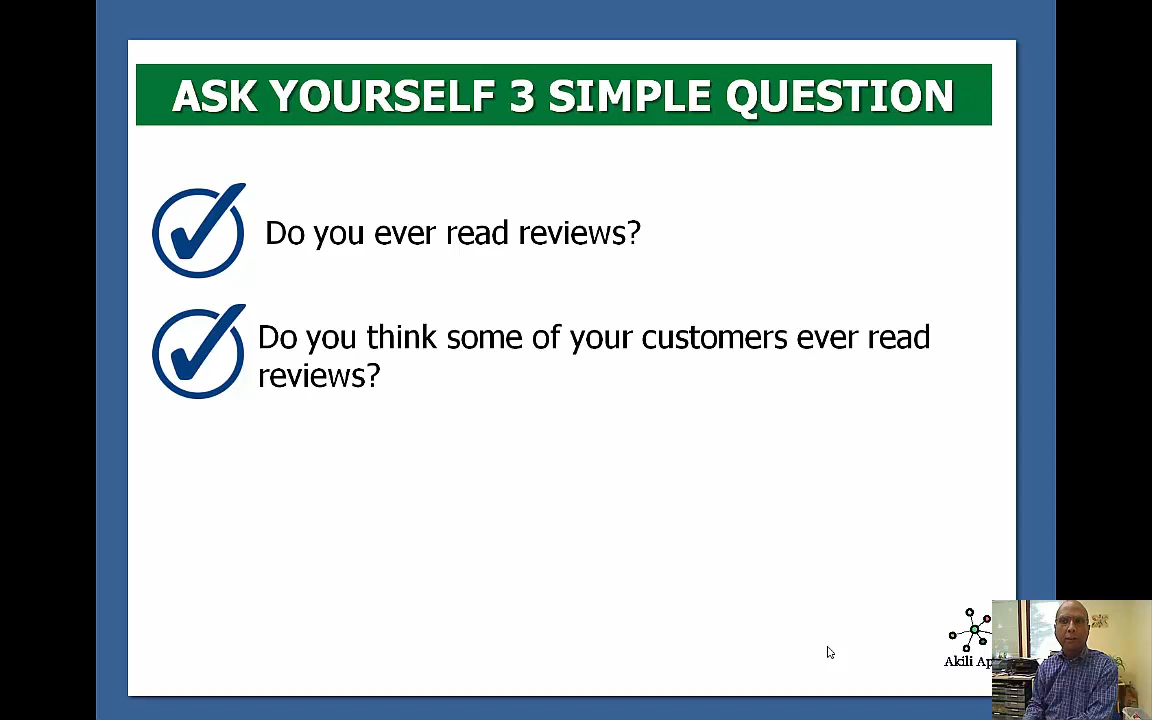 ASK YOURSELF 3 SIMPLE QUESTION
Do you ever read reviews?
Do you think some of your customers ever read
reviews?
Akili